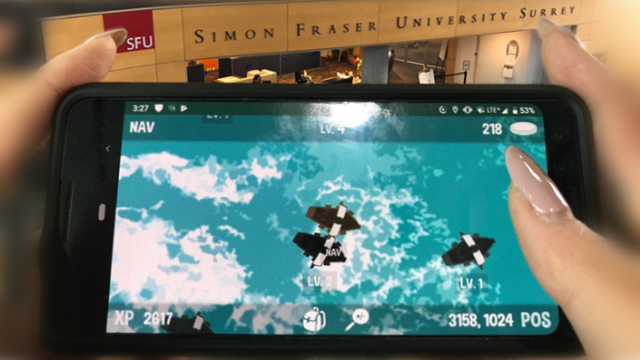 SFU
SIMON FRASER UNIVERSITY SURREY
3:27
LTE+
53%
NAV
LV. 4
218
NAV
LV. 2
LV. 1
XP 2617
3158,1024 POS